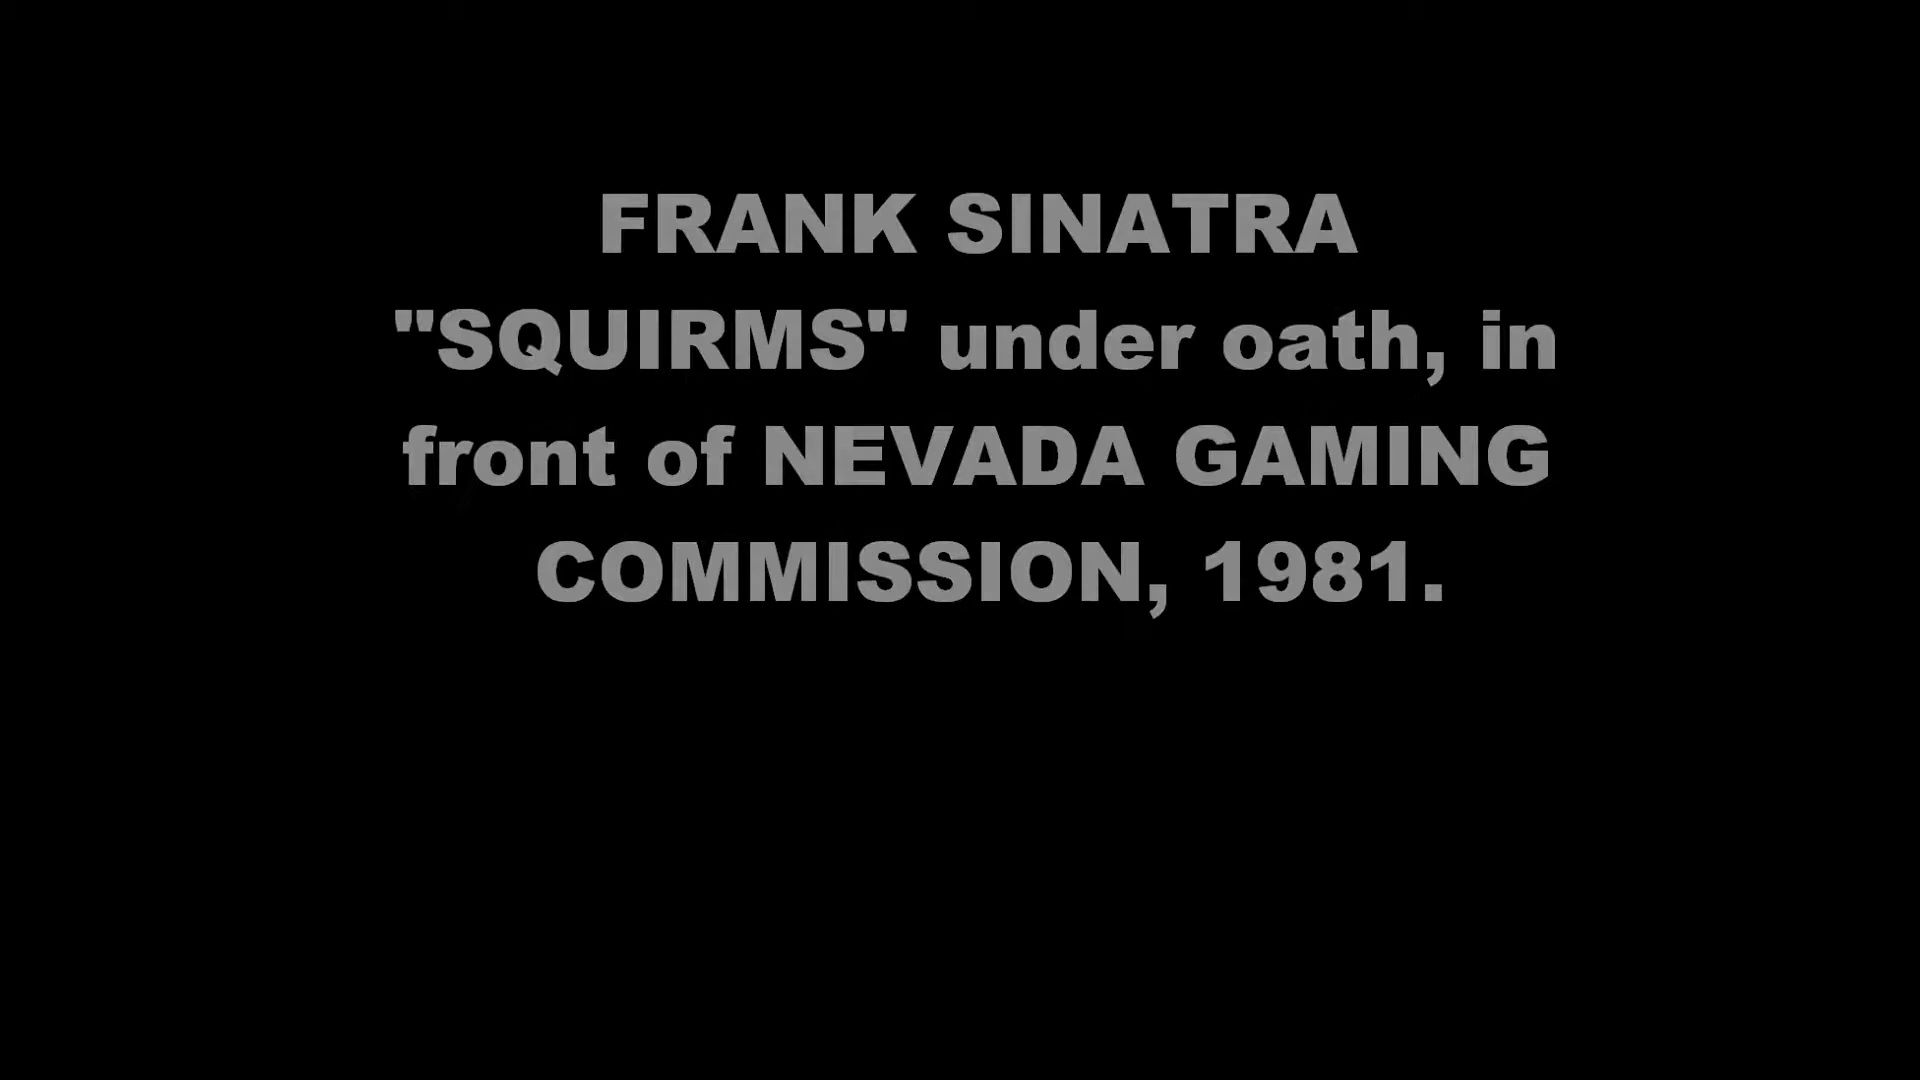 FRANK SINATRA
"SQUIRMS" under oath, in
front of NEVADA GAMING
COMMISSION, 1981.